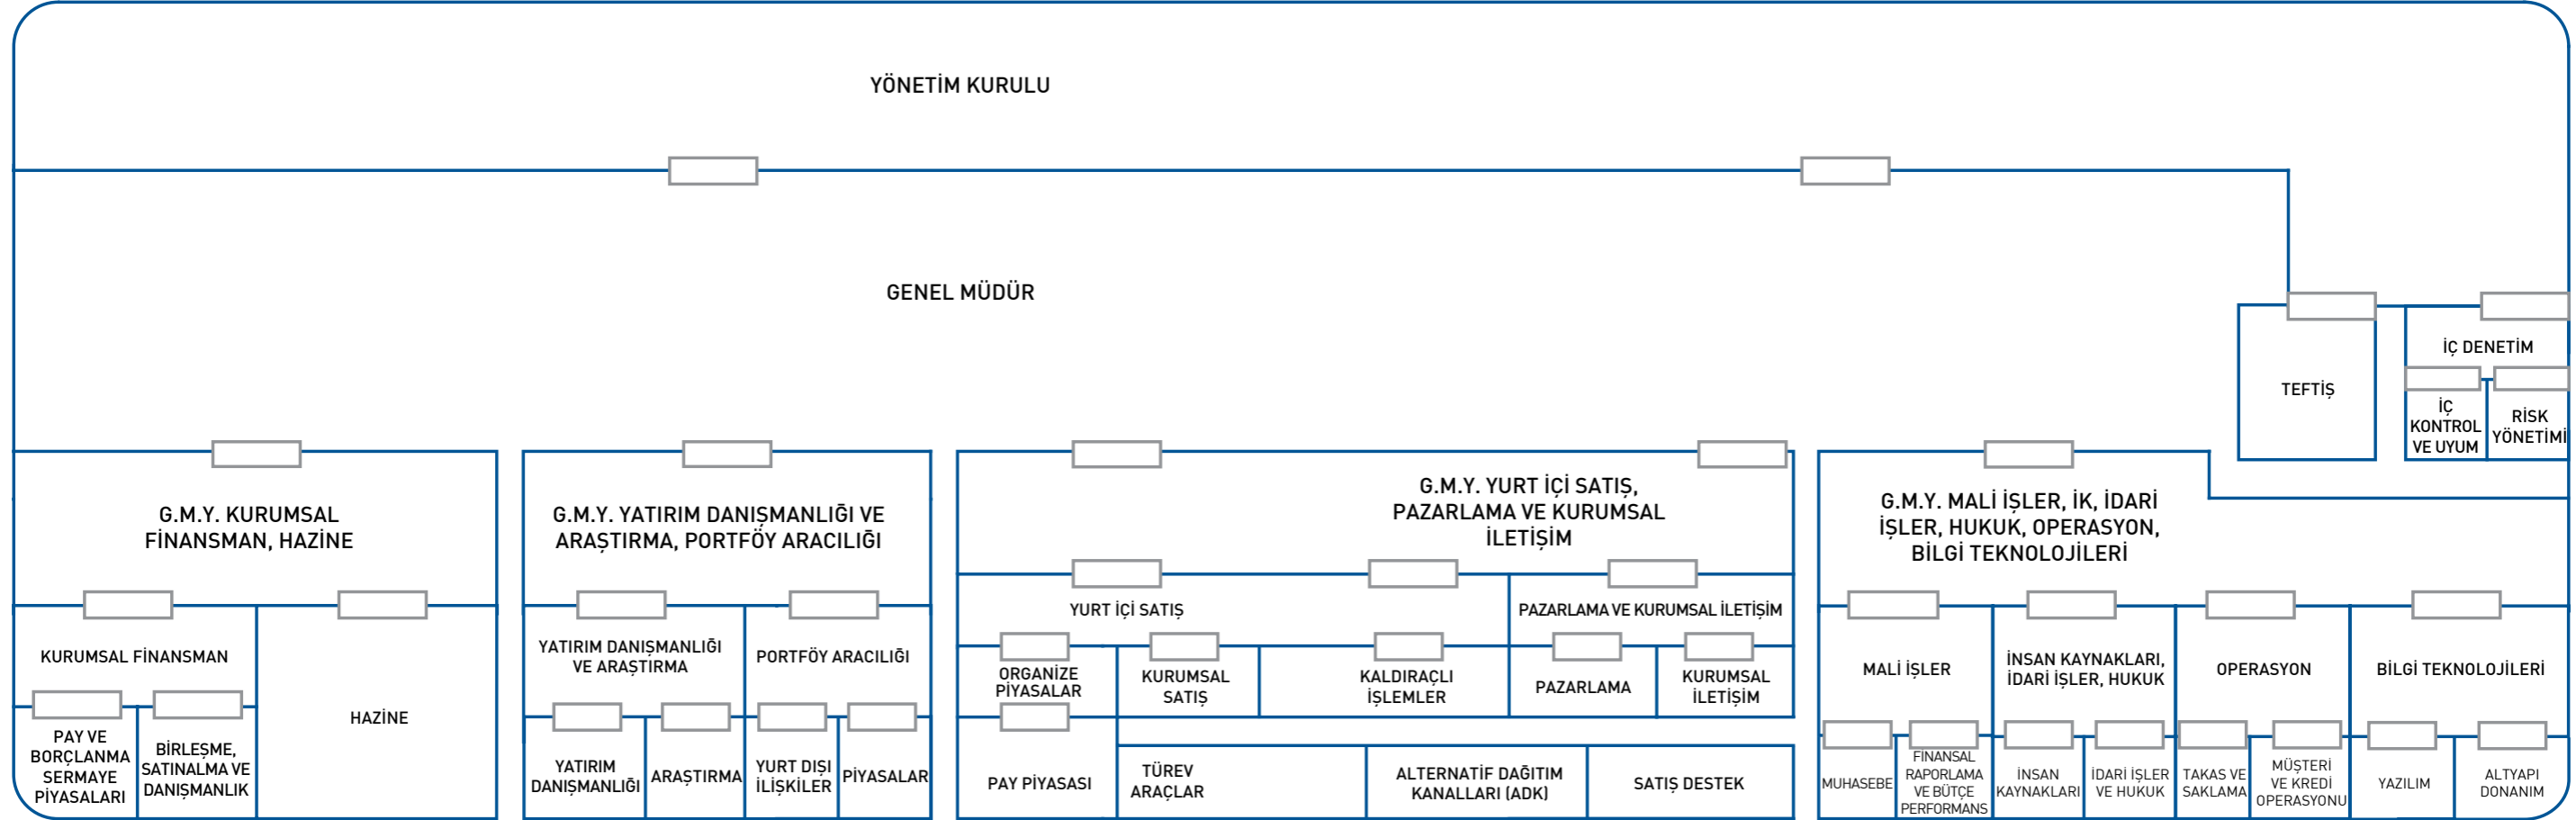 YÖNETİM KURULU
GENEL MÜDÜR
TEFTİŞ
İÇ DENETİM
İÇ
KONTROL
VE UYUM
RİSK
YÖNETİMİ
G.M.Y. KURUMSAL
FİNANSMAN, HAZİNE
KURUMSAL FİNANSMAN
PAY VE
BORÇLANMA
SERMAYE
PİYASALARI
BİRLEŞME,
SATINALMA VE
DANIŞMANLIK
HAZİNE
G.M.Y. YATIRIM DANIŞMANLIĞI VE
ARAŞTIRMA, PORTFÖY ARACILIĞI
YATIRIM DANIŞMANLIĞI
VE ARAŞTIRMA
PORTFÖY ARACILIĞI
YATIRIM
DANIŞMANLIĞI
ARAŞTIRMA
YURT DIŞI
İLİŞKİLER
PİYASALAR
G.M.Y. YURT İÇİ SATIŞ,
PAZARLAMA VE KURUMSAL
İLETİŞİM
YURT İÇİ SATIŞ
PAZARLAMA VE KURUMSAL İLETİŞİM
ORGANİZE
PİYASALAR
KURUMSAL
SATIŞ
KALDIRAÇLI
İŞLEMLER
PAZARLAMA
KURUMSAL
İLETİŞİM
PAY PİYASASI
TÜREV
ARAÇLAR
ALTERNATİF DAĞITIM
KANALLARI (ADK)
SATIŞ DESTEK
G.M.Y. MALİ İŞLER, İK, İDARİ
İŞLER, HUKUK, OPERASYON,
BİLGİ TEKNOLOJİLERİ
MALİ İŞLER
İNSAN KAYNAKLARI,
İDARİ İŞLER, HUKUK
OPERASYON
BİLGİ TEKNOLOJİLERİ
MUHASEBE
FİNANSAL
RAPORLAMA
VE BÜTÇE
PERFORMANS
İNSAN
KAYNAKLARI
İDARİ İŞLER
VE HUKUK
TAKAS VE
SAKLAMA
MÜŞTERİ
VE KREDİ
OPERASYONU
YAZILIM
ALTYAPI
DONANIM